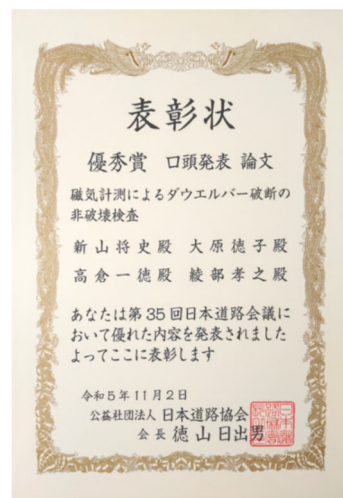 表彰状
優秀賞 口頭発表 論文
磁気計測によるダウエルバー破断の
非破壊検査
新山将史殿 大原徳子殿
高倉一徳殿 綾部孝之殿
あなたは第35回日本道路会議に
おいて優れた内容を発表されました
よってここに表彰します
令和5年11月2日
公益社団法人 日本道路協会
会長 徳山日出男